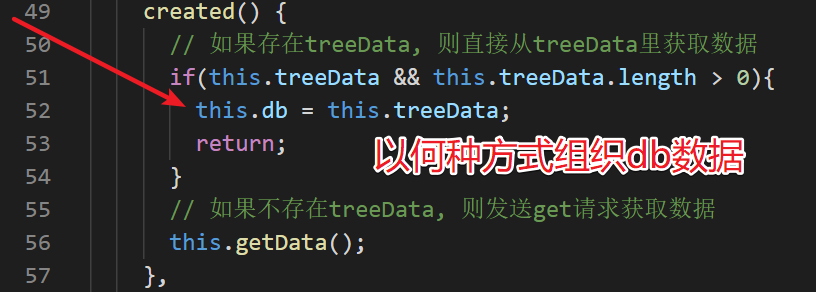 49 created() {
50 // 如果存在treeData, 则直接从treeData里获取数据
51 if(this.treeData && this.treeData.length > 0){
52 this.db = this.treeData;
53 return;
以何种方式组织db数据
54 }
55 // 如果不存在treeData, 则发送get请求获取数据
56 this.getData();
57 },